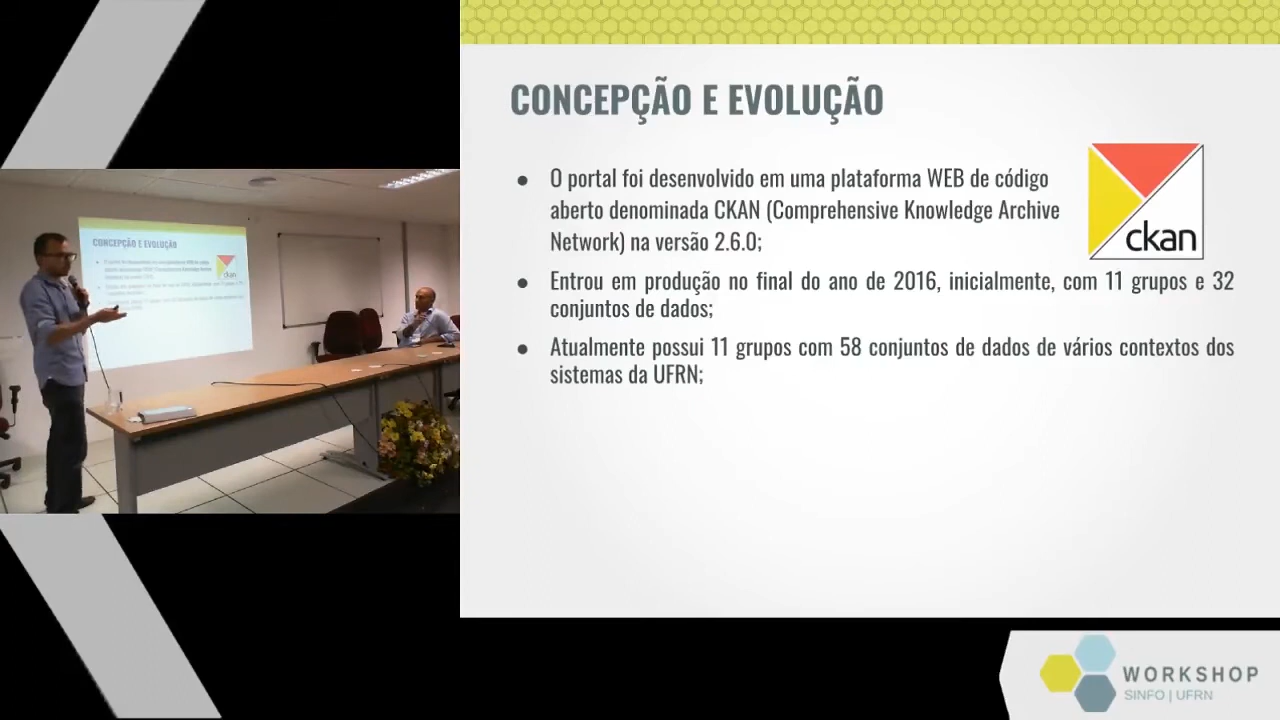 CONCEPÇÃO E EVOLUÇÃO
● O portal foi desenvolvido em uma plataforma WEB de código
aberto denominada CKAN (Comprehensive Knowledge Archive
Network) na versão 2.6.0;
● Entrou em produção no final do ano de 2016, inicialmente, com 11 grupos e 32
conjuntos de dados;
● Atualmente possui 11 grupos com 58 conjuntos de dados de vários contextos dos
sistemas da UFRN;
ckan
CONCEPÇÃO E EVOLUÇÃO
ckan
WORKSHOP
SINFO | UFRN